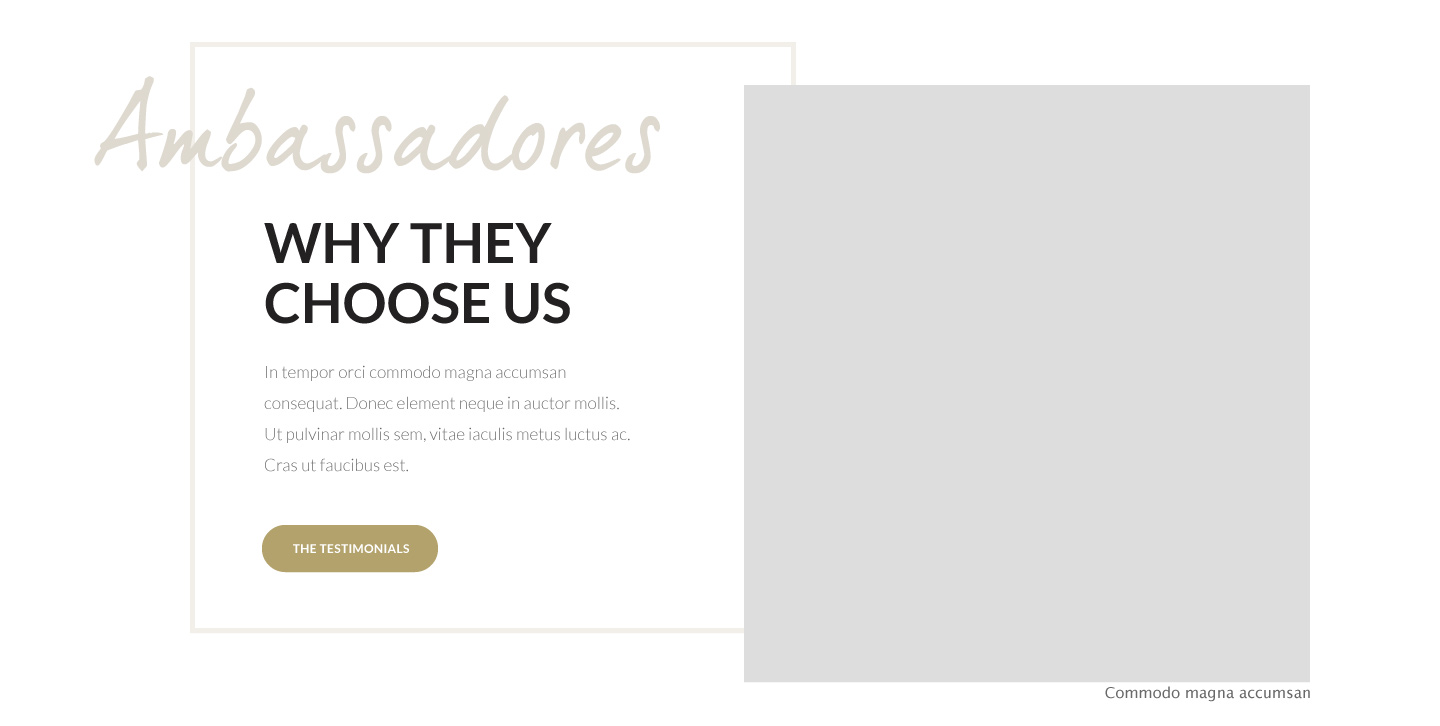 Ambassadores
WHY THEY
CHOOSE US
In tempor orci commodo magna accumsan
consequat. Donec element neque in auctor mollis.
Ut pulvinar mollis sem, vitae iaculis metus luctus ac.
Cras ut faucibus est.
THE TESTIMONIALS
Commodo magna accumsan